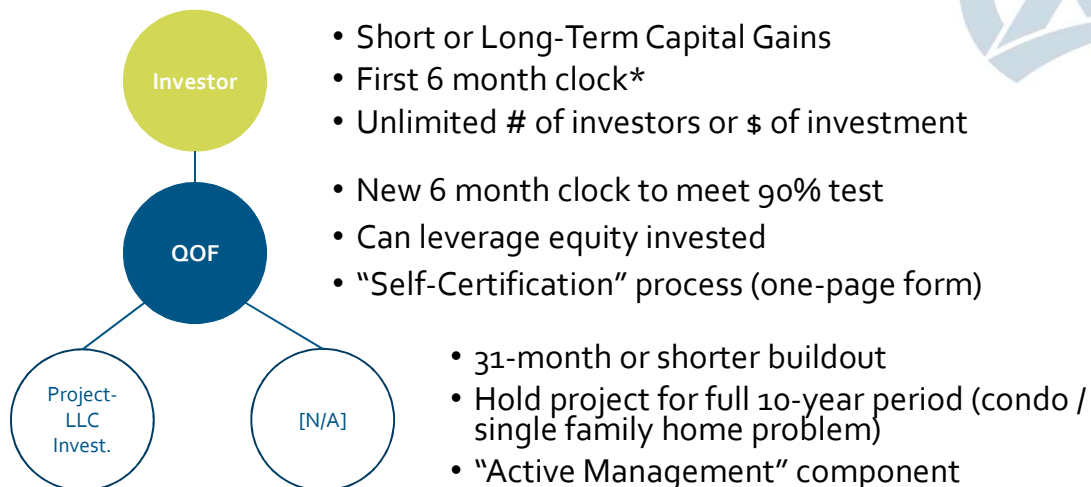 Investor
• Short or Long-Term Capital Gains
• First 6 month clock*
• Unlimited # of investors or $ of investment
QOF
• New 6 month clock to meet 90% test
• Can leverage equity invested
• “Self-Certification” process (one-page form)
Project-
LLC
Invest.
[N/A]
• 31-month or shorter buildout
• Hold project for full 10-year period (condo /
single family home problem)
• “Active Management” component